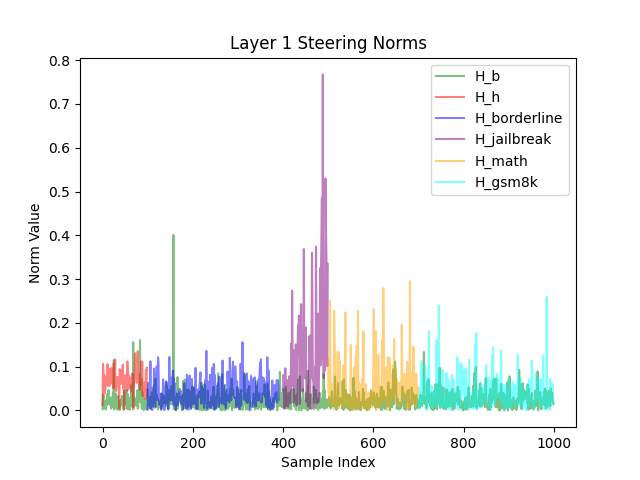 Layer 1 Steering Norms
Norm Value
0.8
0.7
0.6
0.5
0.4
0.3
0.2
0.1
0.0
H_b
H_h
H_borderline
H_jailbreak
H_math
H_gsm8k
0 200 400 600 800 1000
Sample Index